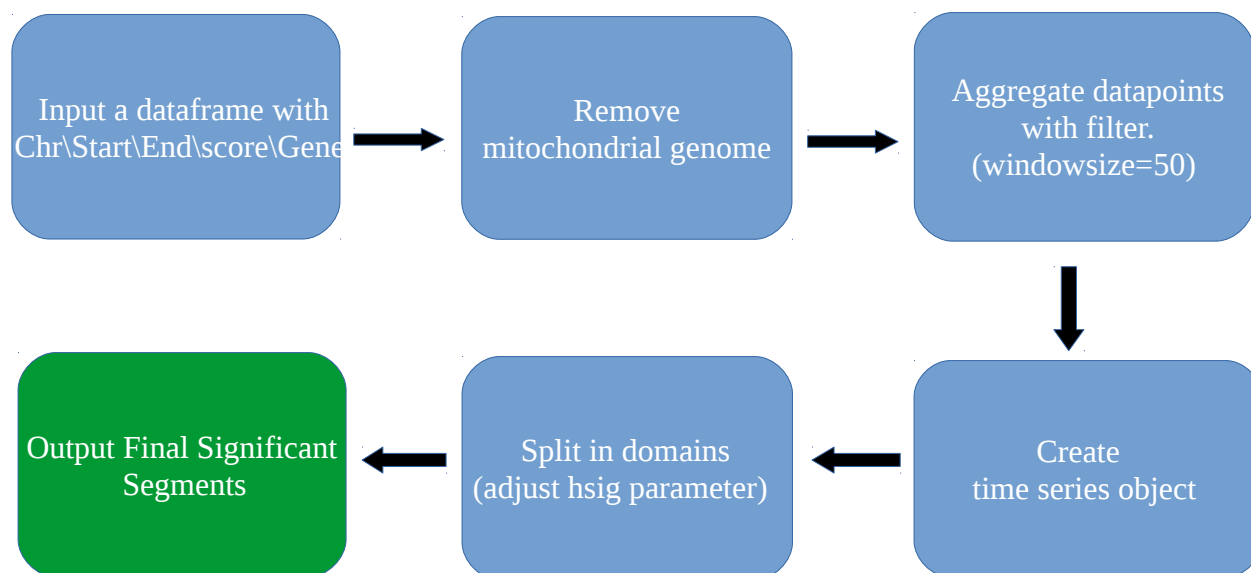 Input a dataframe with
Chr\Start\End\score\Gene
Remove
mitochondrial genome
Aggregate datapoints
with filter.
(windowsize=50)
Create
time series object
Split in domains
(adjust hsig parameter)
Output Final Significant
Segments